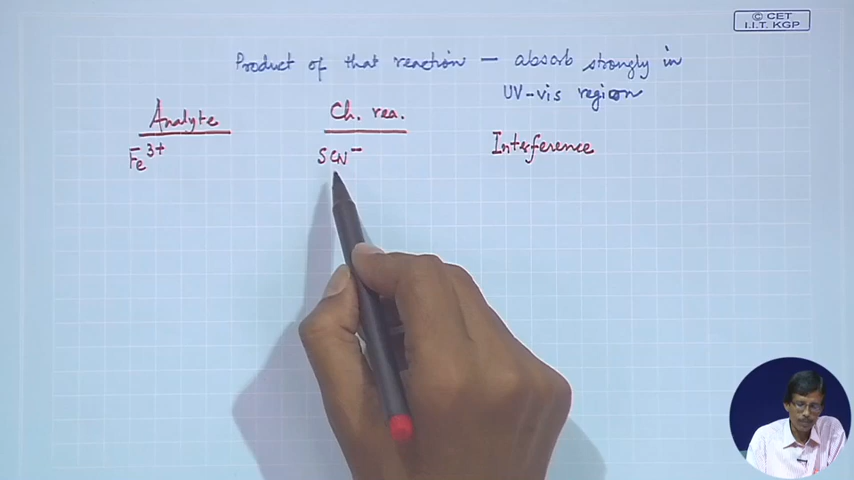 © CET
I.I.T. KGP
Product of that reaction — absorb strongly in
UV-vis region
Analyte Ch. rea. Interference
Fe³⁺ SCN⁻